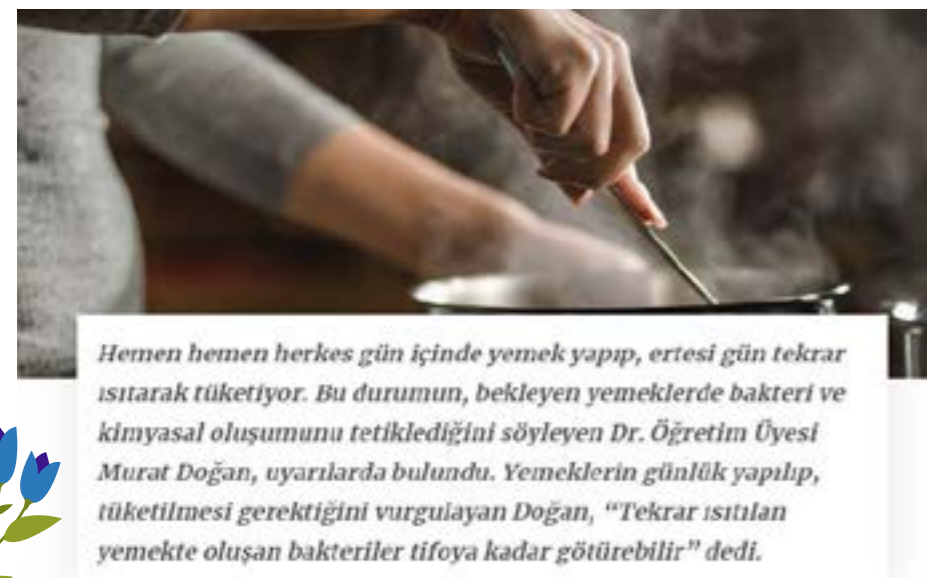 Hemen hemen herkes gün içinde yemek yapıp, ertesi gün tekrar
ısıtarak tüketiyor. Bu durumun, bekleyen yemeklerde bakteri ve
kimyasal oluşumunu tetiklediğini söyleyen Dr. Öğretim Üyesi
Murat Doğan, uyarılarda bulundu. Yemeklerin günlük yapılıp,
tüketilmesi gerektiğini vurgulayan Doğan, “Tekrar ısıtılan
yemekte oluşan bakteriler tifoya kadar götürebilir” dedi.